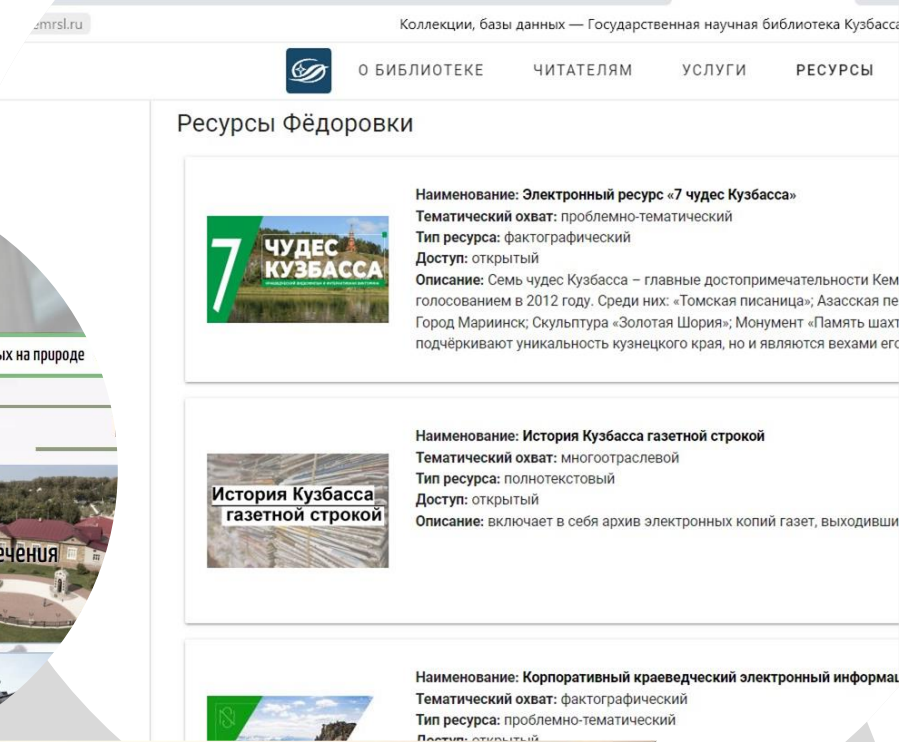 emrsl.ru
Коллекции, базы данных — Государственная научная библиотека Кузбасса
О БИБЛИОТЕКЕ ЧИТАТЕЛЯМ УСЛУГИ РЕСУРСЫ
Ресурсы Фёдоровки
Наименование: Электронный ресурс «7 чудес Кузбасса»
Тематический охват: проблемно-тематический
Тип ресурса: фактографический
Доступ: открытый
Описание: Семь чудес Кузбасса – главные достопримечательности Кем
голосованием в 2012 году. Среди них: «Томская писаница»; Азасская пе
Город Мариинск; Скульптура «Золотая Шория»; Монумент «Память шахт
подчёркивают уникальность кузнецкого края, но и являются вехами его
7 ЧУДЕС
КУЗБАССА
ых на природе
Наименование: История Кузбасса газетной строкой
Тематический охват: многоотраслевой
Тип ресурса: полнотекстовый
Доступ: открытый
Описание: включает в себя архив электронных копий газет, выходивши
История Кузбасса
газетной строкой
ечения
Наименование: Корпоративный краеведческий электронный информац
Тематический охват: фактографический
Тип ресурса: проблемно-тематический
Доступ: открытый